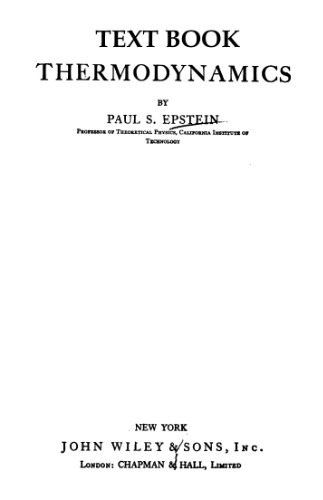 TEXT BOOK
THERMODYNAMICS
BY
PAUL S. EPSTEIN
PROFESSOR OF THEORETICAL PHYSICS, CALIFORNIA INSTITUTE OF
TECHNOLOGY
NEW YORK
JOHN WILEY & SONS, INC.
LONDON: CHAPMAN & HALL, LIMITED